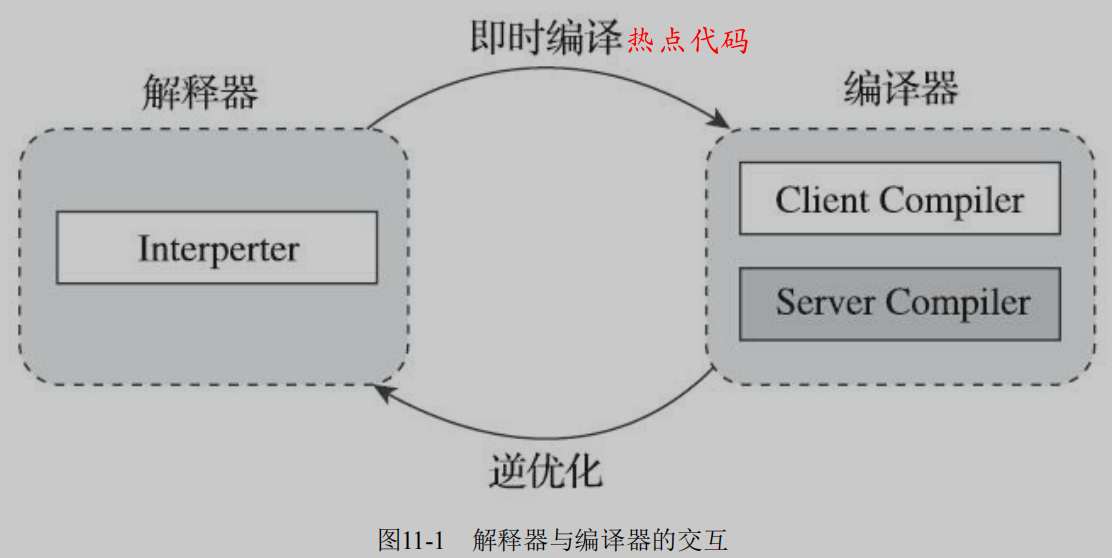 即时编译热点代码
解释器
编译器
Interperter
Client Compiler
Server Compiler
逆优化
图11-1 解释器与编译器的交互